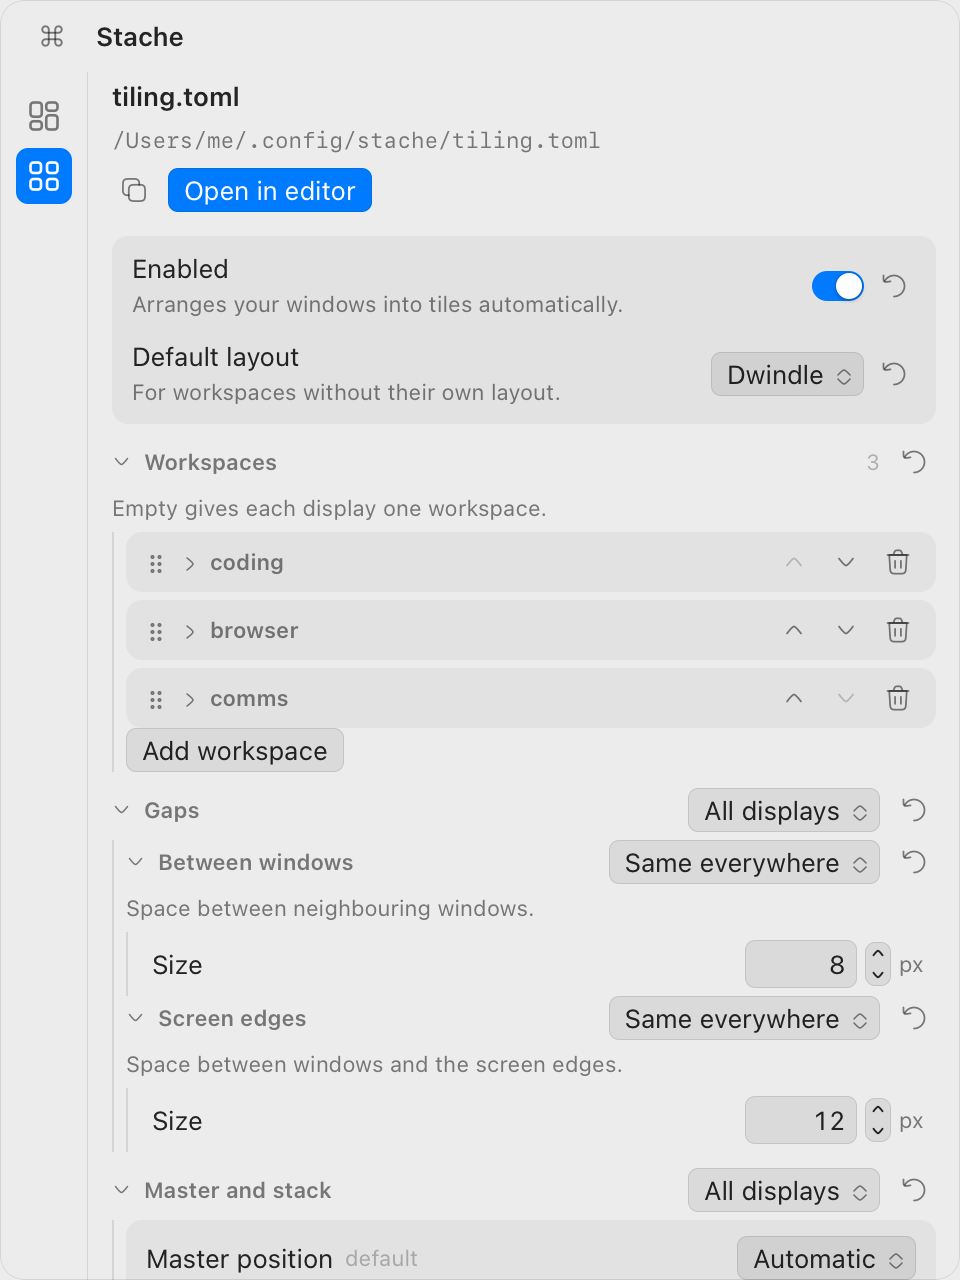 Stache
tiling.toml
/Users/me/.config/stache/tiling.toml
Open in editor
Enabled
Arranges your windows into tiles automatically.
Default layout
For workspaces without their own layout.
Dwindle
Workspaces
3
Empty gives each display one workspace.
coding
browser
comms
Add workspace
Gaps
All displays
Between windows
Same everywhere
Space between neighbouring windows.
Size
8
px
Screen edges
Same everywhere
Space between windows and the screen edges.
Size
12
px
Master and stack
All displays
Master position default
Automatic